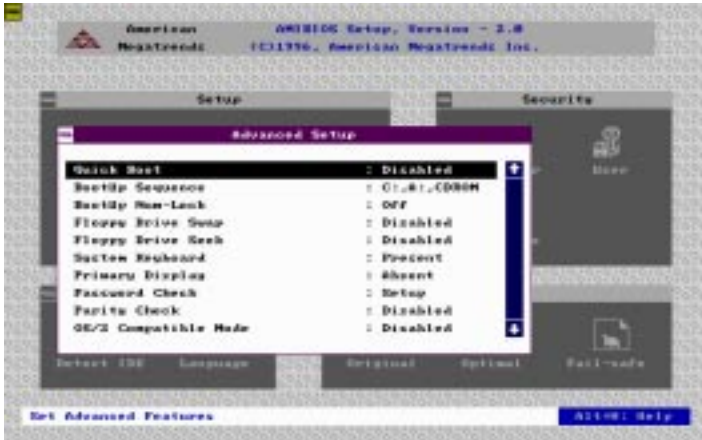 American
Megatrends
AMIBIOS Setup, Version - 2.0
(C)1996, American Megatrends Inc.
Setup
Security
Advanced Setup
Quick Boot : Disabled
BootUp Sequence : C:,A:,CDROM
BootUp Num-Lock : Off
Floppy Drive Swap : Disabled
Floppy Drive Seek : Disabled
System Keyboard : Present
Primary Display : Absent
Password Check : Setup
Parity Check : Disabled
OS/2 Compatible Mode : Disabled
User
Detect IDE
Language
Original
Optimal
Fail-safe
Set Advanced Features
Alt+H: Help